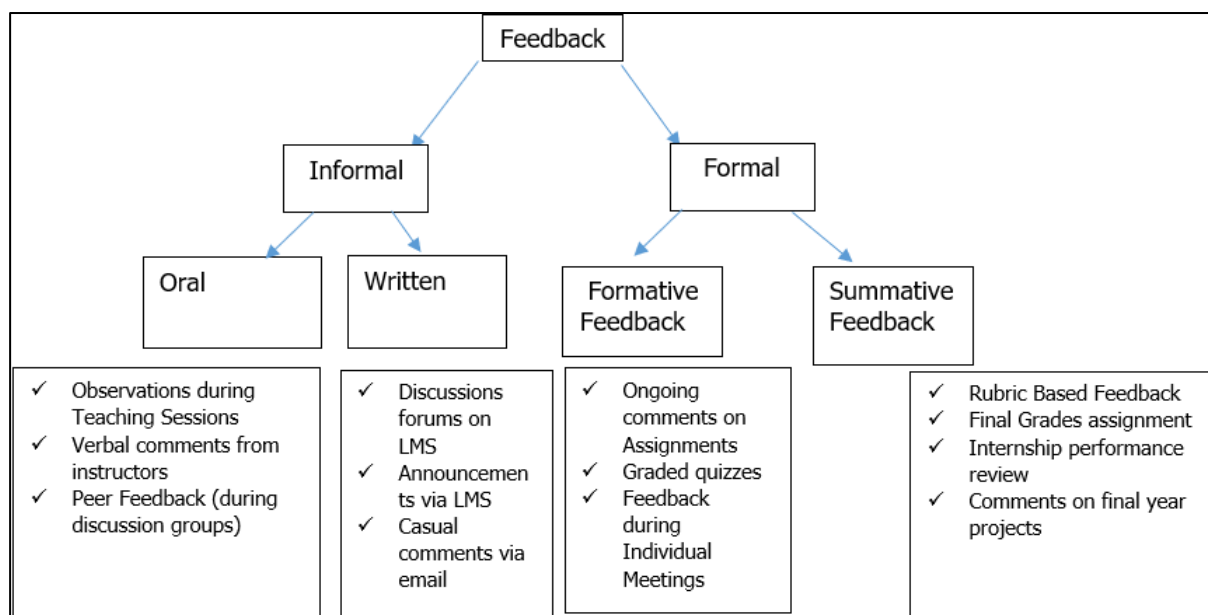 Feedback
Informal
Formal
Oral
Written
Formative
Feedback
Summative
Feedback
✓ Observations during
Teaching Sessions
✓ Verbal comments from
instructors
✓ Peer Feedback (during
discussion groups)
✓ Discussions
forums on
LMS
✓ Announcemen
ts via LMS
✓ Casual
comments via
email
✓ Ongoing
comments on
Assignments
✓ Graded quizzes
✓ Feedback
during
Individual
Meetings
✓ Rubric Based Feedback
✓ Final Grades assignment
✓ Internship performance
review
✓ Comments on final year
projects